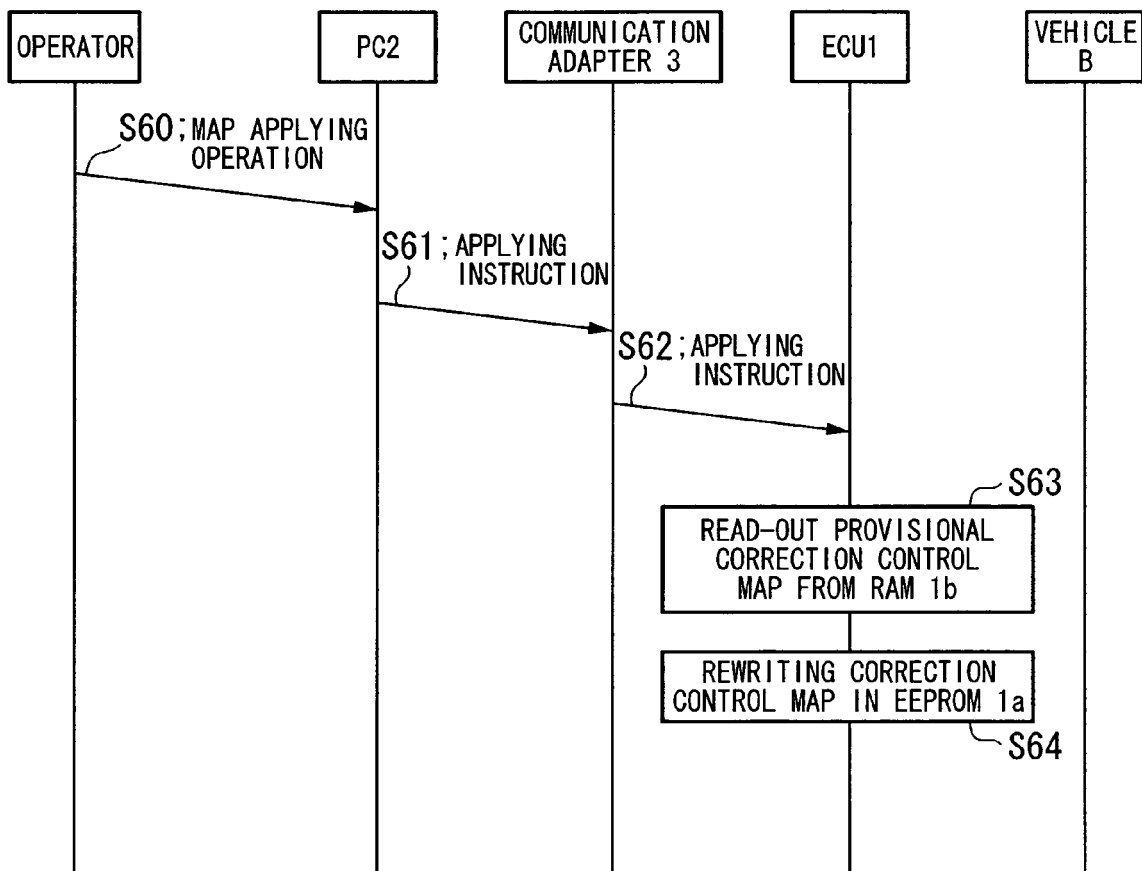 OPERATOR
PC2
COMMUNICATION
ADAPTER 3
ECU1
VEHICLE
B
S60;MAP APPLYING
OPERATION
S61;APPLYING
INSTRUCTION
S62;APPLYING
INSTRUCTION
S63
READ-OUT PROVISIONAL
CORRECTION CONTROL
MAP FROM RAM 1b
REWRITING CORRECTION
CONTROL MAP IN EEPROM 1a
S64